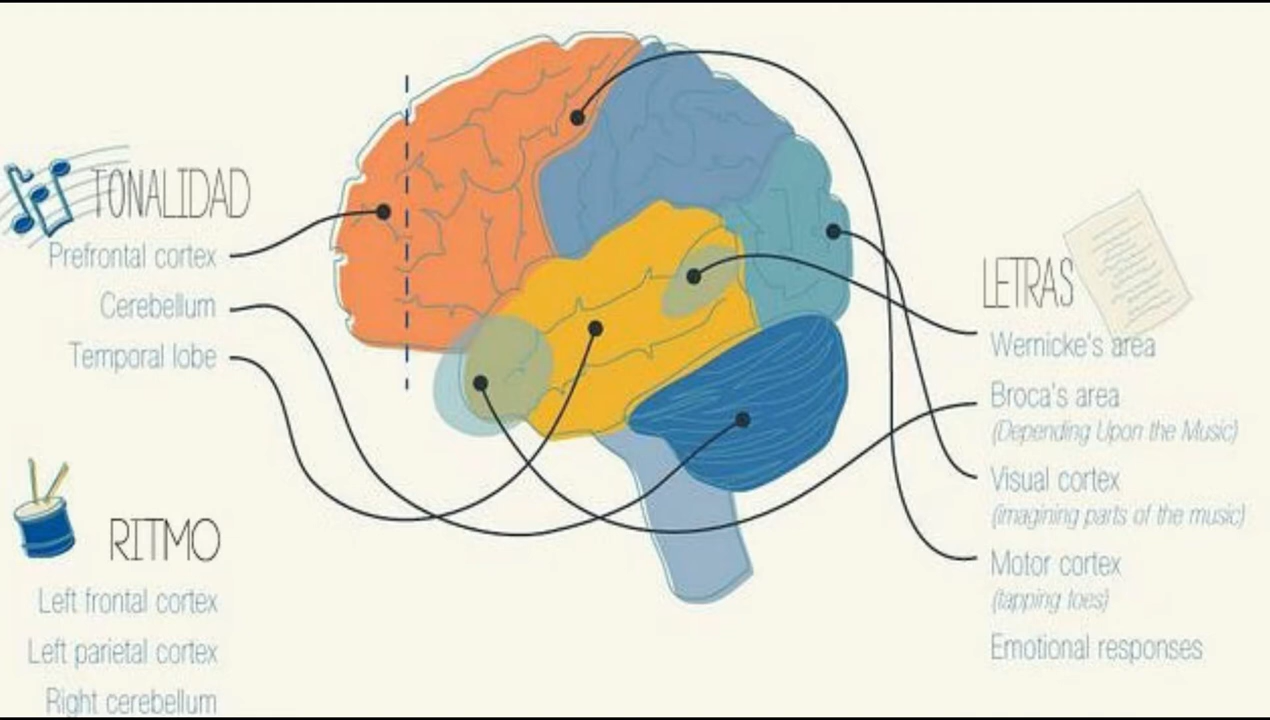 TONALIDAD
Prefrontal cortex
Cerebellum
Temporal lobe
RITMO
Left frontal cortex
Left parietal cortex
Right cerebellum
LETRAS
Wernicke's area
Broca's area
(Depending Upon the Music)
Visual cortex
(imagining parts of the music)
Motor cortex
(tapping toes)
Emotional responses